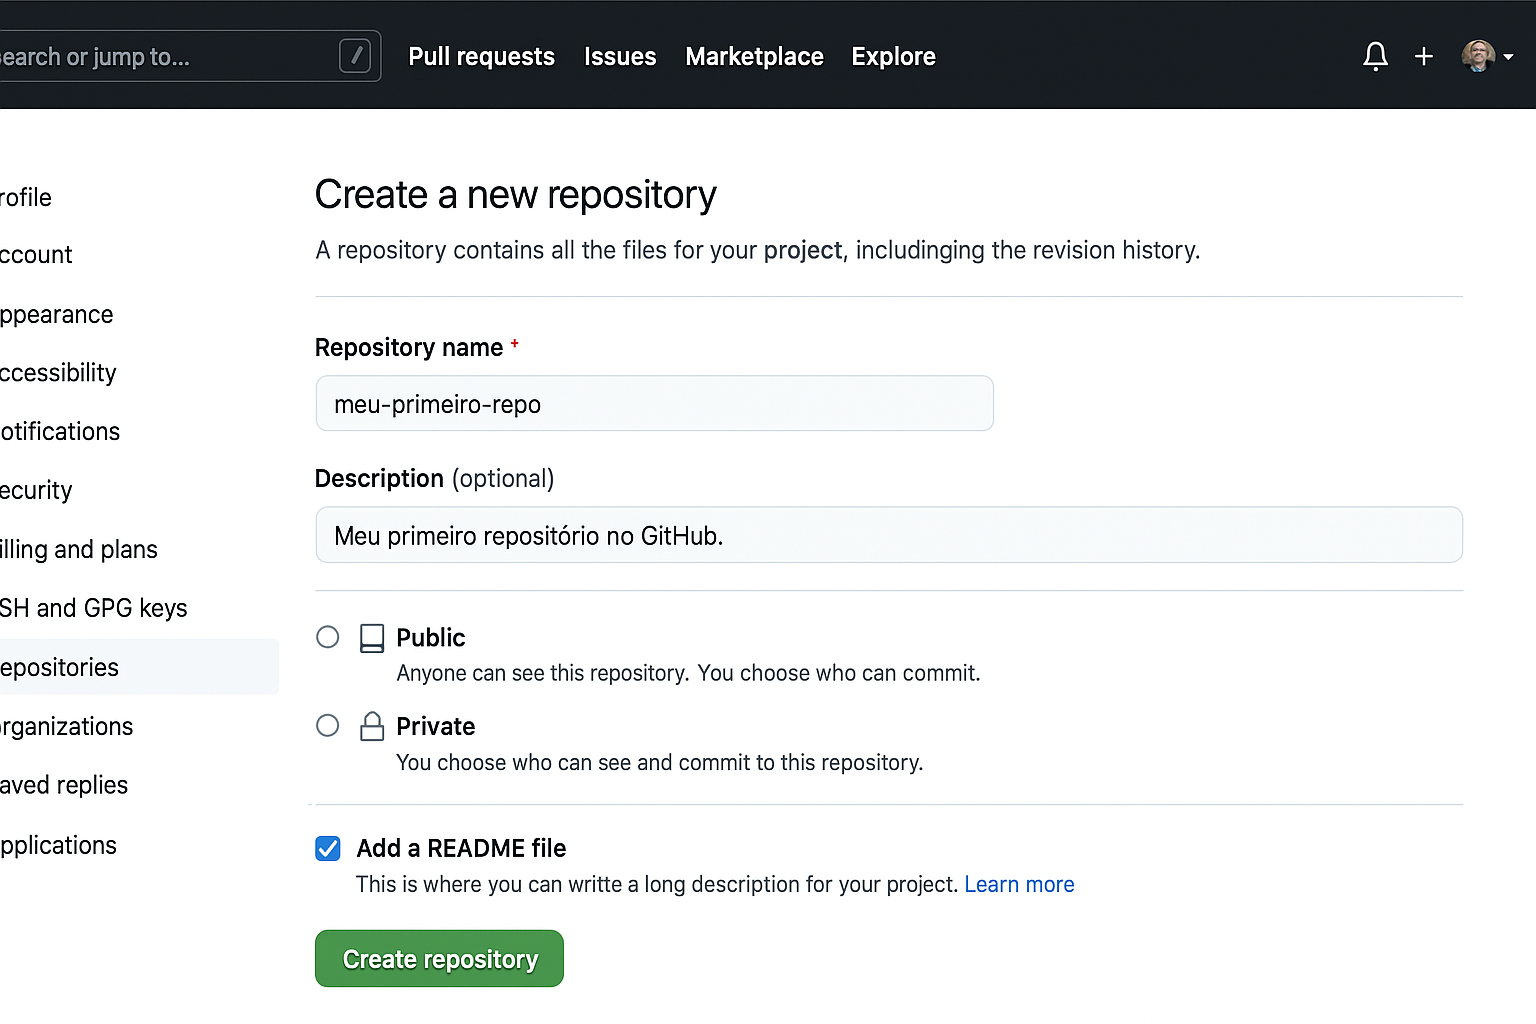 earch or jump to... /
Pull requests Issues Marketplace Explore
rofile
ccount
ppearance
ccessibility
otifications
ecurity
illing and plans
SH and GPG keys
epositories
rganizations
aved replies
pplications
Create a new repository
A repository contains all the files for your project, includinging the revision history.
Repository name +
meu-primeiro-repo
Description (optional)
Meu primeiro repositório no GitHub.
Public
Anyone can see this repository. You choose who can commit.
Private
You choose who can see and commit to this repository.
Add a README file
This is where you can writte a long description for your project. Learn more
Create repository